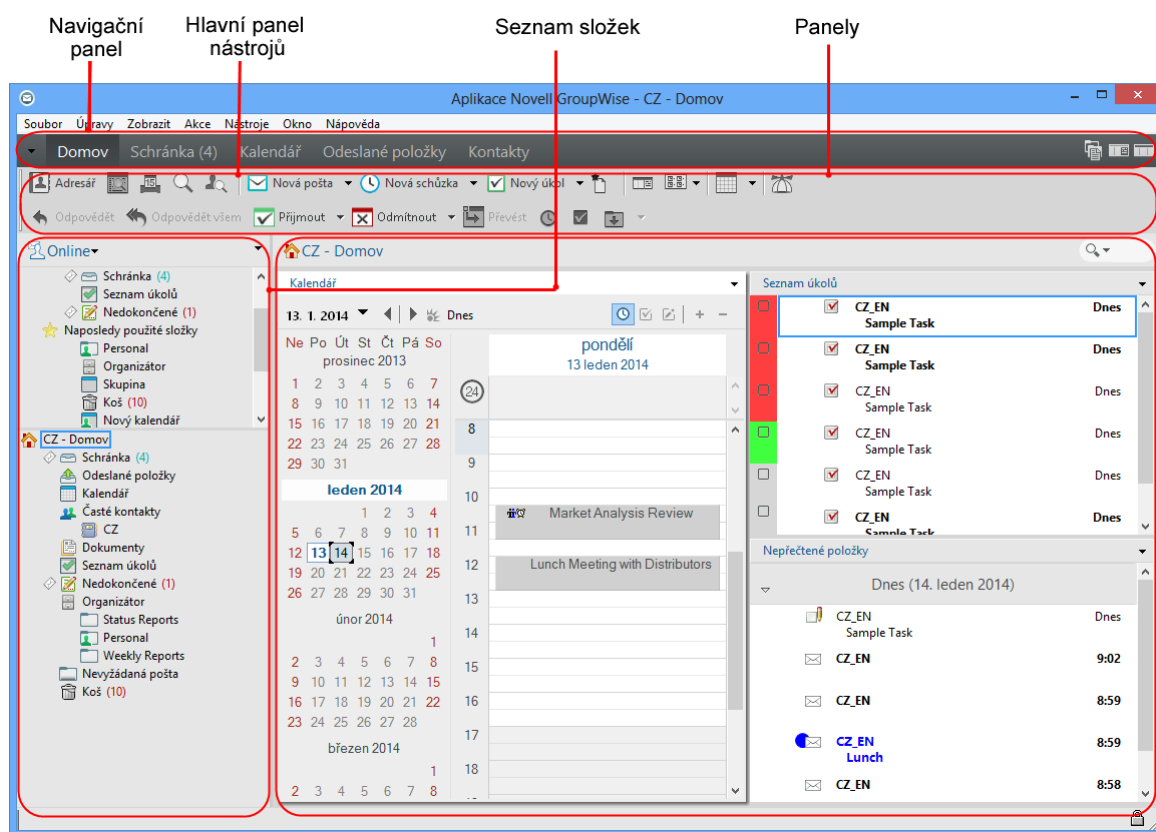 Navigační panel
Hlavní panel nástrojů
Seznam složek
Panely
Aplikace Novell GroupWise - CZ - Domov
Soubor Úpravy Zobrazit Akce Nástroje Okno Nápověda
Domov Schránka (4) Kalendář Odeslané položky Kontakty
Adresář Nová pošta Nová schůzka Nový úkol
Odpovědět Odpovědět všem Přijmout Odmítnout Převést
Online
CZ - Domov
Schránka (4)
Seznam úkolů
Nedokončené (1)
Naposledy použité složky
Personal
Organizátor
Skupina
Koš (10)
Nový kalendář
CZ - Domov
Schránka (4)
Odeslané položky
Kalendář
Časté kontakty
CZ
Dokumenty
Seznam úkolů
Nedokončené (1)
Organizátor
Status Reports
Personal
Weekly Reports
Nevyžádaná pošta
Koš (10)
Kalendář
13. 1. 2014 Dnes
Ne Po Út St Čt Pá So
prosinec 2013
1 2 3 4 5 6 7
8 9 10 11 12 13 14
15 16 17 18 19 20 21
22 23 24 25 26 27 28
29 30 31
leden 2014
1 2 3 4
5 6 7 8 9 10 11
12 13 14 15 16 17 18
19 20 21 22 23 24 25
26 27 28 29 30 31
únor 2014
1
2 3 4 5 6 7 8
9 10 11 12 13 14 15
16 17 18 19 20 21 22
23 24 25 26 27 28
březen 2014
1
2 3 4 5 6 7 8
pondělí
13 leden 2014
24
8
9
10
Market Analysis Review
11
12
Lunch Meeting with Distributors
13
14
15
16
17
18
Seznam úkolů
CZ_EN Dnes
Sample Task
CZ_EN Dnes
Sample Task
CZ_EN Dnes
Sample Task
CZ_EN Dnes
Sample Task
CZ_EN Dnes
Sample Task
CZ_EN Dnes
Sample Task
Nepřečtené položky
Dnes (14. leden 2014)
CZ_EN Dnes
Sample Task
CZ_EN 9:02
CZ_EN 8:59
CZ_EN 8:59
Lunch
CZ_EN 8:58